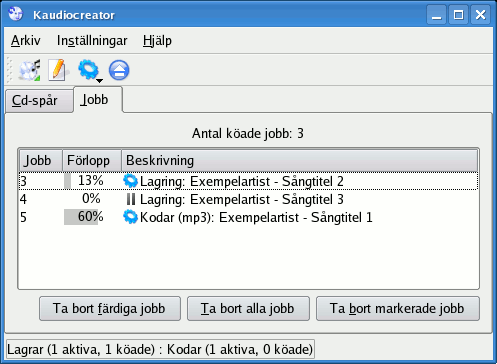 Kaudiocreator
Arkiv Inställningar Hjälp
Cd-spår Jobb
Antal köade jobb: 3
Jobb Förlopp Beskrivning
3 13% Lagring: Exempelartist - Sångtitel 2
4 0% Lagring: Exempelartist - Sångtitel 3
5 60% Kodar (mp3): Exempelartist - Sångtitel 1
Ta bort färdiga jobb Ta bort alla jobb Ta bort markerade jobb
Lagrar (1 aktiva, 1 köade) : Kodar (1 aktiva, 0 köade)